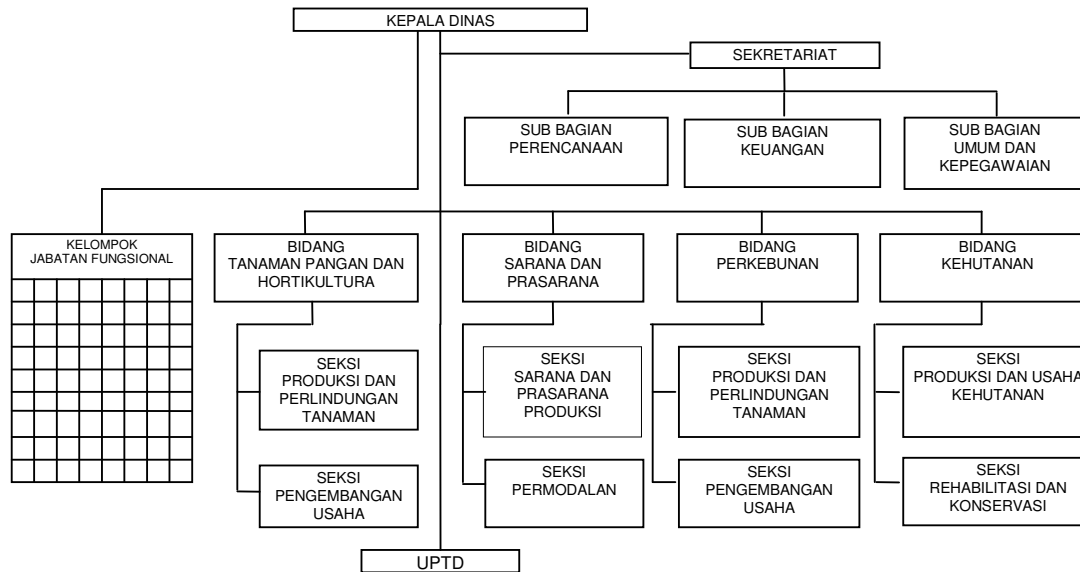 KEPALA DINAS
SEKRETARIAT
SUB BAGIAN
PERENCANAAN
SUB BAGIAN
KEUANGAN
SUB BAGIAN
UMUM DAN
KEPEGAWAIAN
KELOMPOK
JABATAN FUNGSIONAL
BIDANG
TANAMAN PANGAN DAN
HORTIKULTURA
BIDANG
SARANA DAN
PRASARANA
BIDANG
PERKEBUNAN
BIDANG
KEHUTANAN
SEKSI
PRODUKSI DAN
PERLINDUNGAN
TANAMAN
SEKSI
SARANA DAN
PRASARANA
PRODUKSI
SEKSI
PRODUKSI DAN
PERLINDUNGAN
TANAMAN
SEKSI
PRODUKSI DAN USAHA
KEHUTANAN
SEKSI
PENGEMBANGAN
USAHA
SEKSI
PERMODALAN
SEKSI
PENGEMBANGAN
USAHA
SEKSI
REHABILITASI DAN
KONSERVASI
UPTD